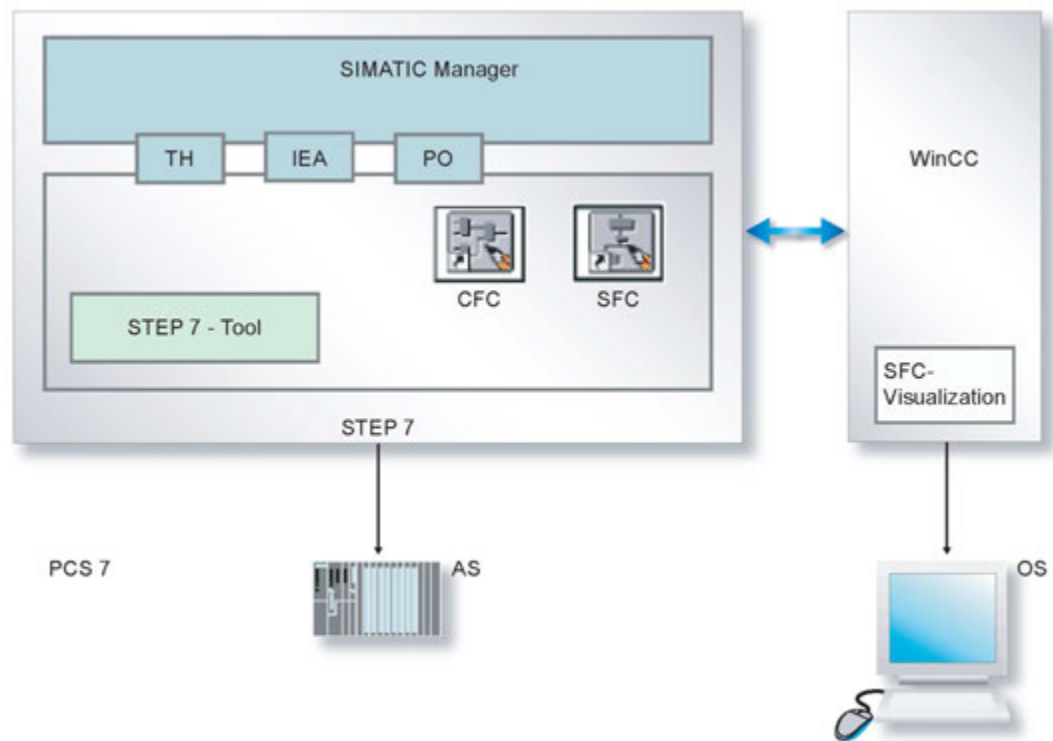 SIMATIC Manager
TH
IEA
PO
WinCC
CFC
SFC
STEP 7 - Tool
SFC-
Visualization
STEP 7
PCS 7
AS
OS